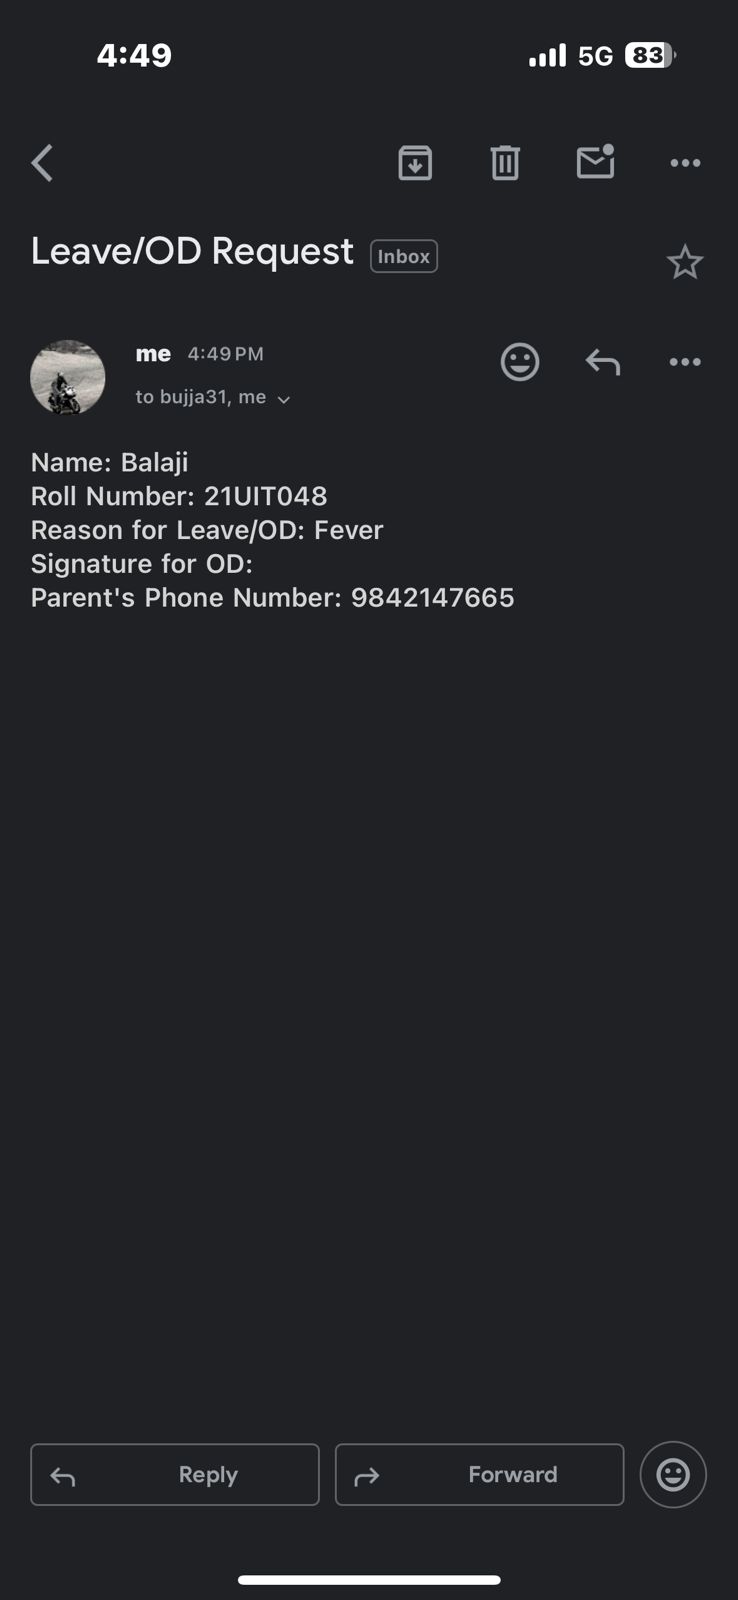 4:49
5G 83
Leave/OD Request Inbox
me 4:49 PM
to bujja31, me
Name: Balaji
Roll Number: 21UIT048
Reason for Leave/OD: Fever
Signature for OD:
Parent's Phone Number: 9842147665
Reply Forward